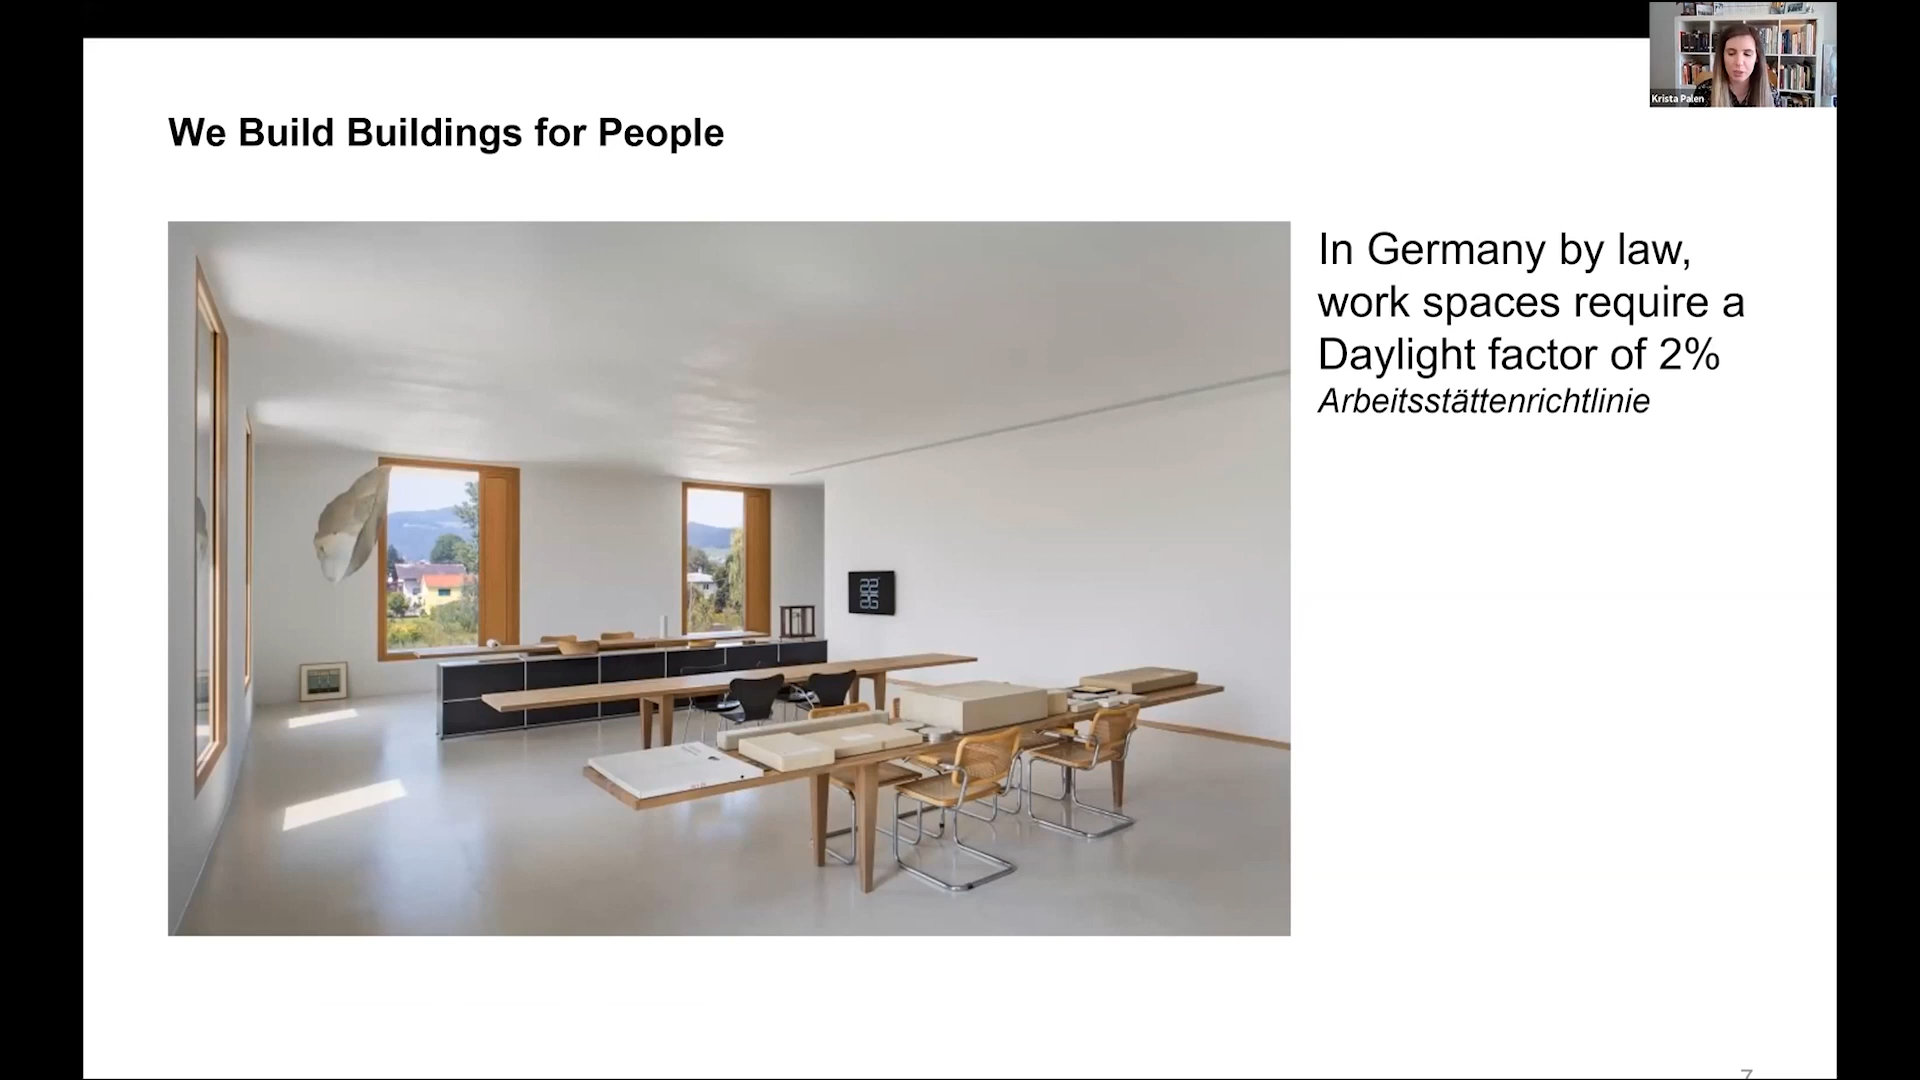 Krista Palen
We Build Buildings for People
In Germany by law,
work spaces require a
Daylight factor of 2%
Arbeitsstättenrichtlinie
7